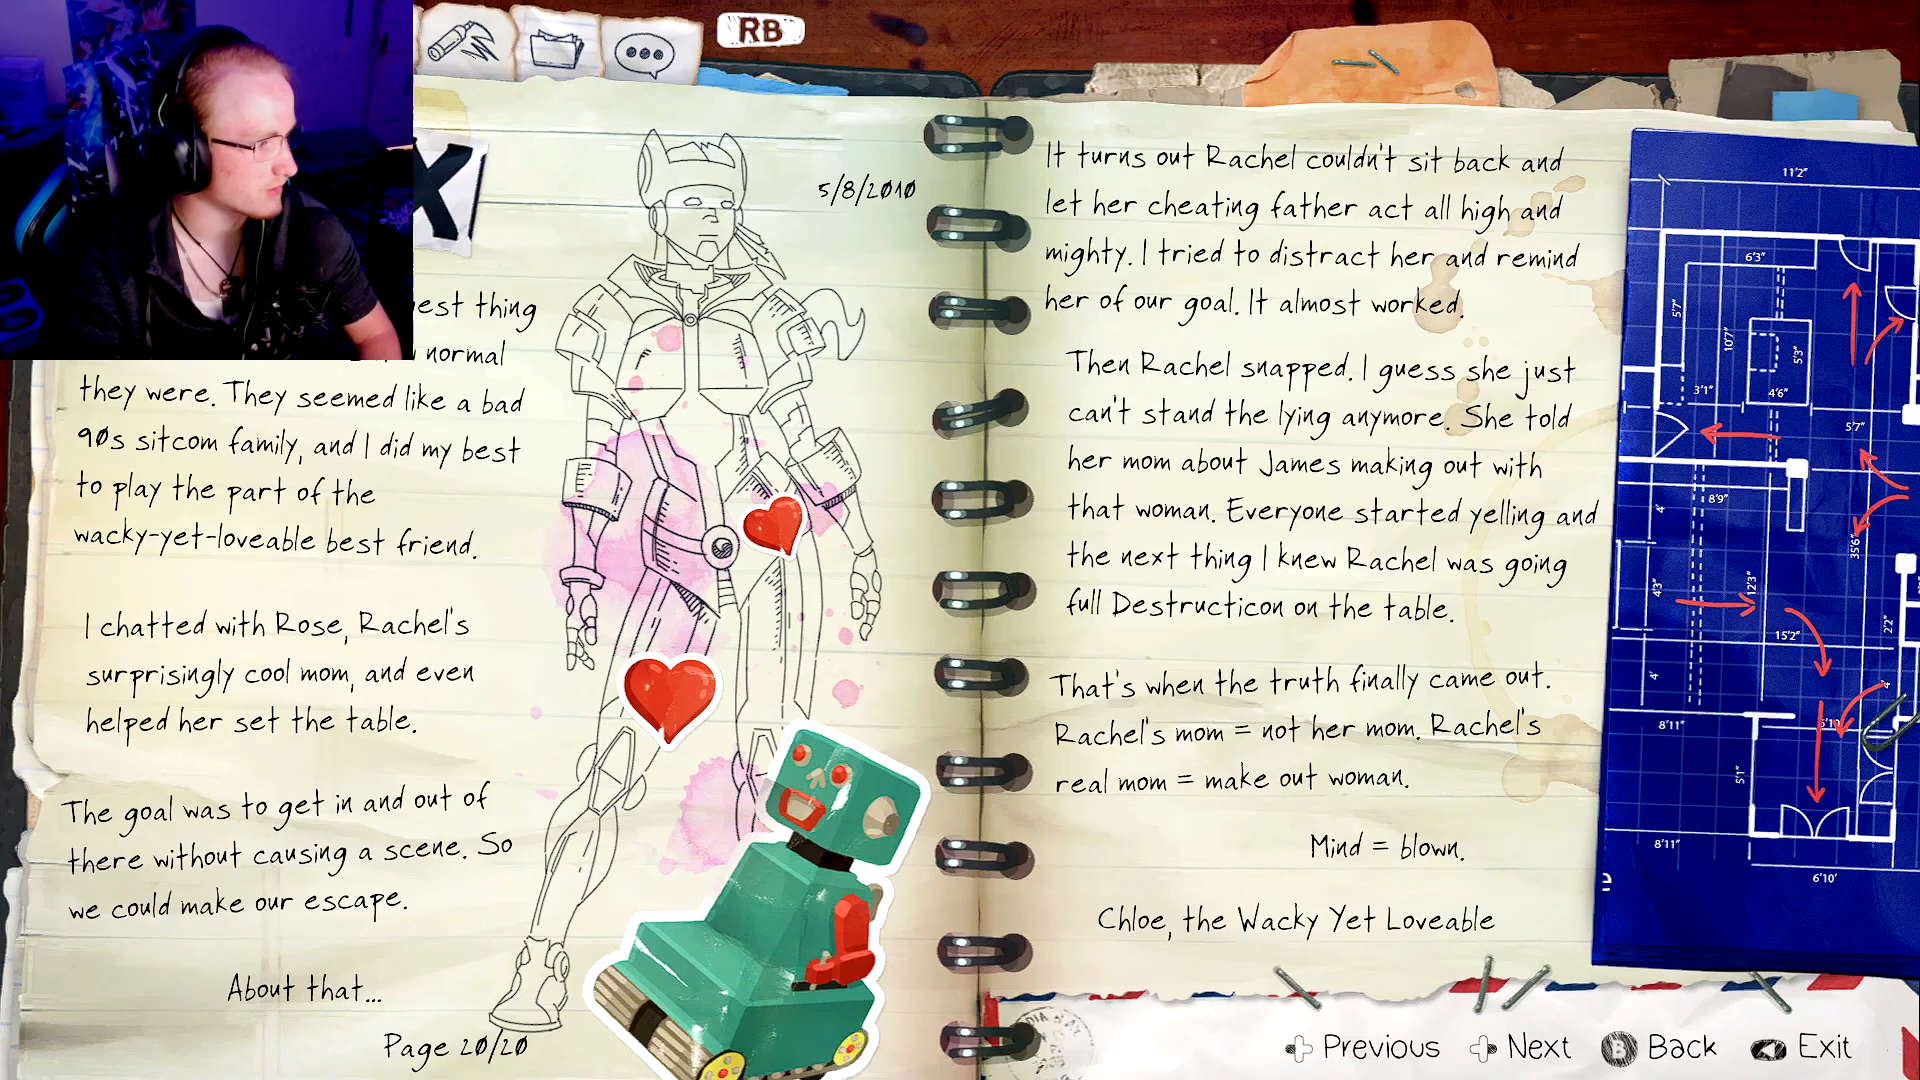 RB
X
5/8/2010
est thing
normal
they were. They seemed like a bad
90s sitcom family, and I did my best
to play the part of the
wacky-yet-loveable best friend.
I chatted with Rose, Rachel's
surprisingly cool mom, and even
helped her set the table.
The goal was to get in and out of
there without causing a scene. So
we could make our escape.
About that...
Page 20/20
It turns out Rachel couldn't sit back and
let her cheating father act all high and
mighty. I tried to distract her and remind
her of our goal. It almost worked.
Then Rachel snapped. I guess she just
can't stand the lying anymore. She told
her mom about James making out with
that woman. Everyone started yelling and
the next thing I knew Rachel was going
full Destructicon on the table.
That's when the truth finally came out.
Rachel's mom = not her mom. Rachel's
real mom = make out woman.
Mind = blown.
Chloe, the Wacky Yet Loveable
11'2"
6'3"
5'7"
10'7"
5'3"
3'1"
4'6"
5'7"
8'9"
4'
35'6"
4'3"
12'3"
15'2"
2'2"
4'
4'
8'11"
5'1"
8'11"
6'10'
Previous
Next
B Back
Exit